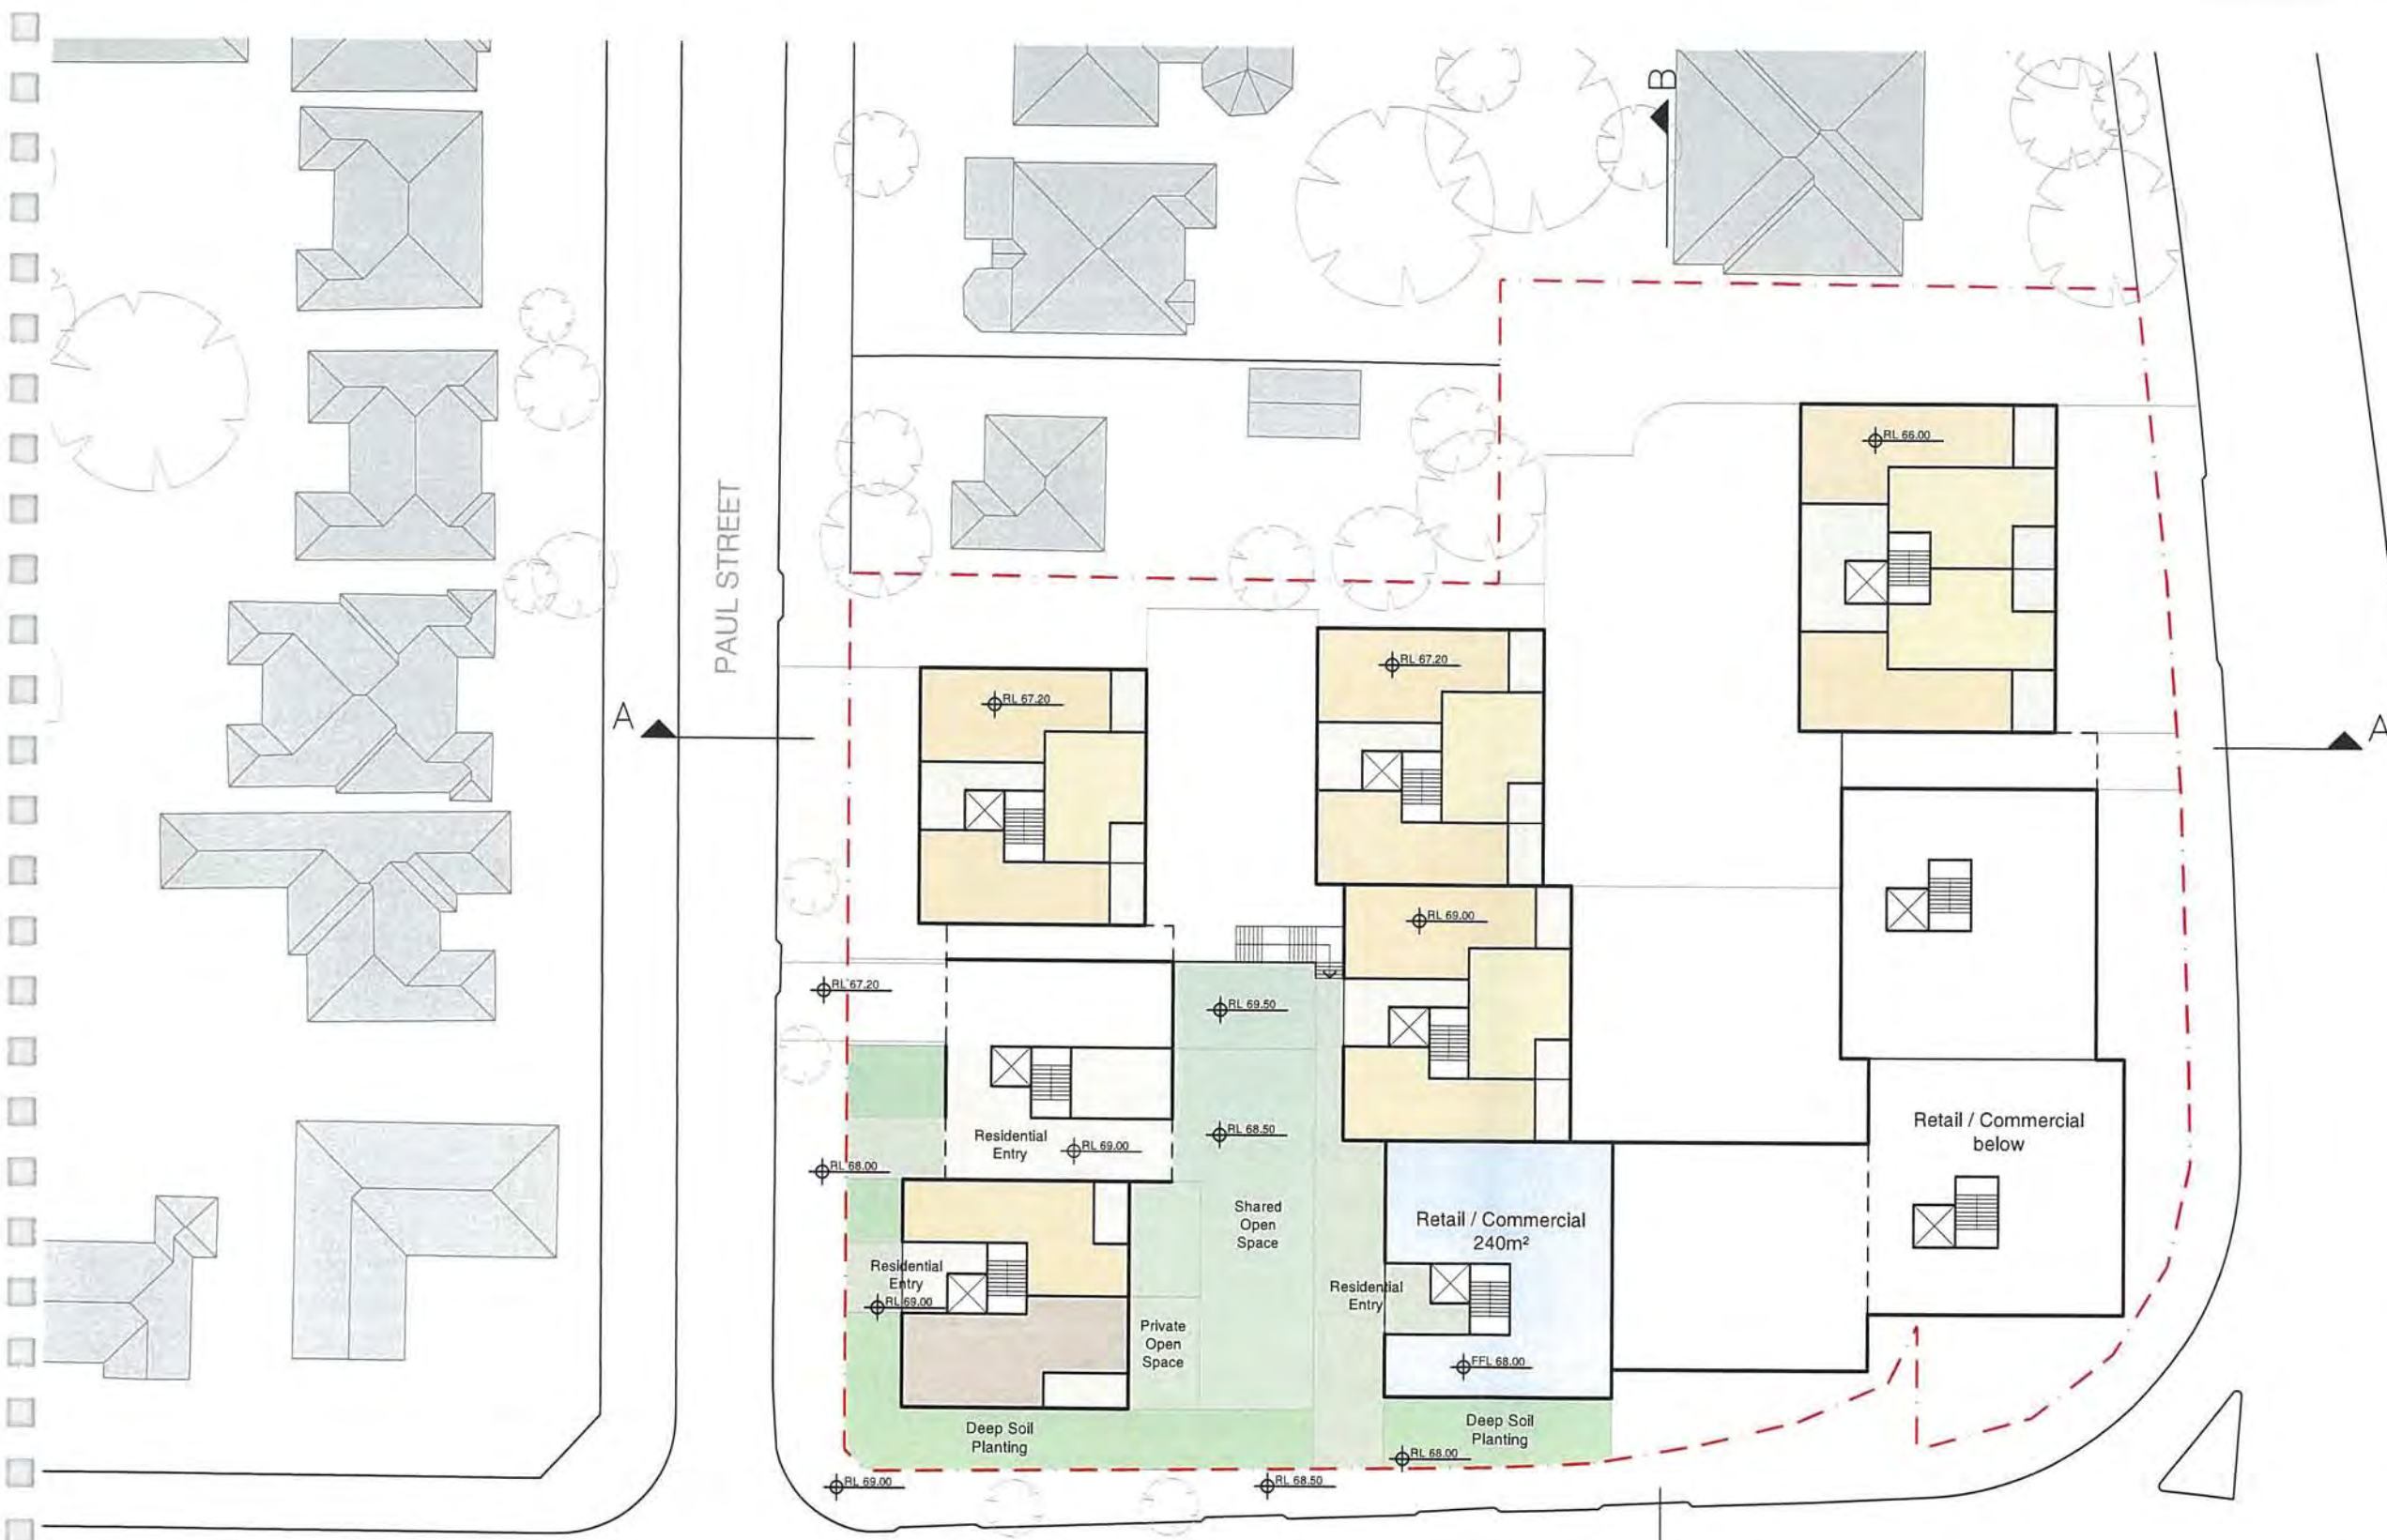 B
RL 66.00
PAUL STREET
RL 67.20
RL 67.20
A
A
RL 69.00
RL 67.20
RL 69.50
Retail / Commercial
below
Residential
Entry
RL 69.00
RL 68.50
RL 68.00
Shared
Open
Space
Retail / Commercial
240m²
Residential
Entry
RL 69.00
Residential
Entry
Private
Open
Space
FFL 68.00
Deep Soil
Planting
Deep Soil
Planting
RL 68.00
RL 69.00
RL 68.50